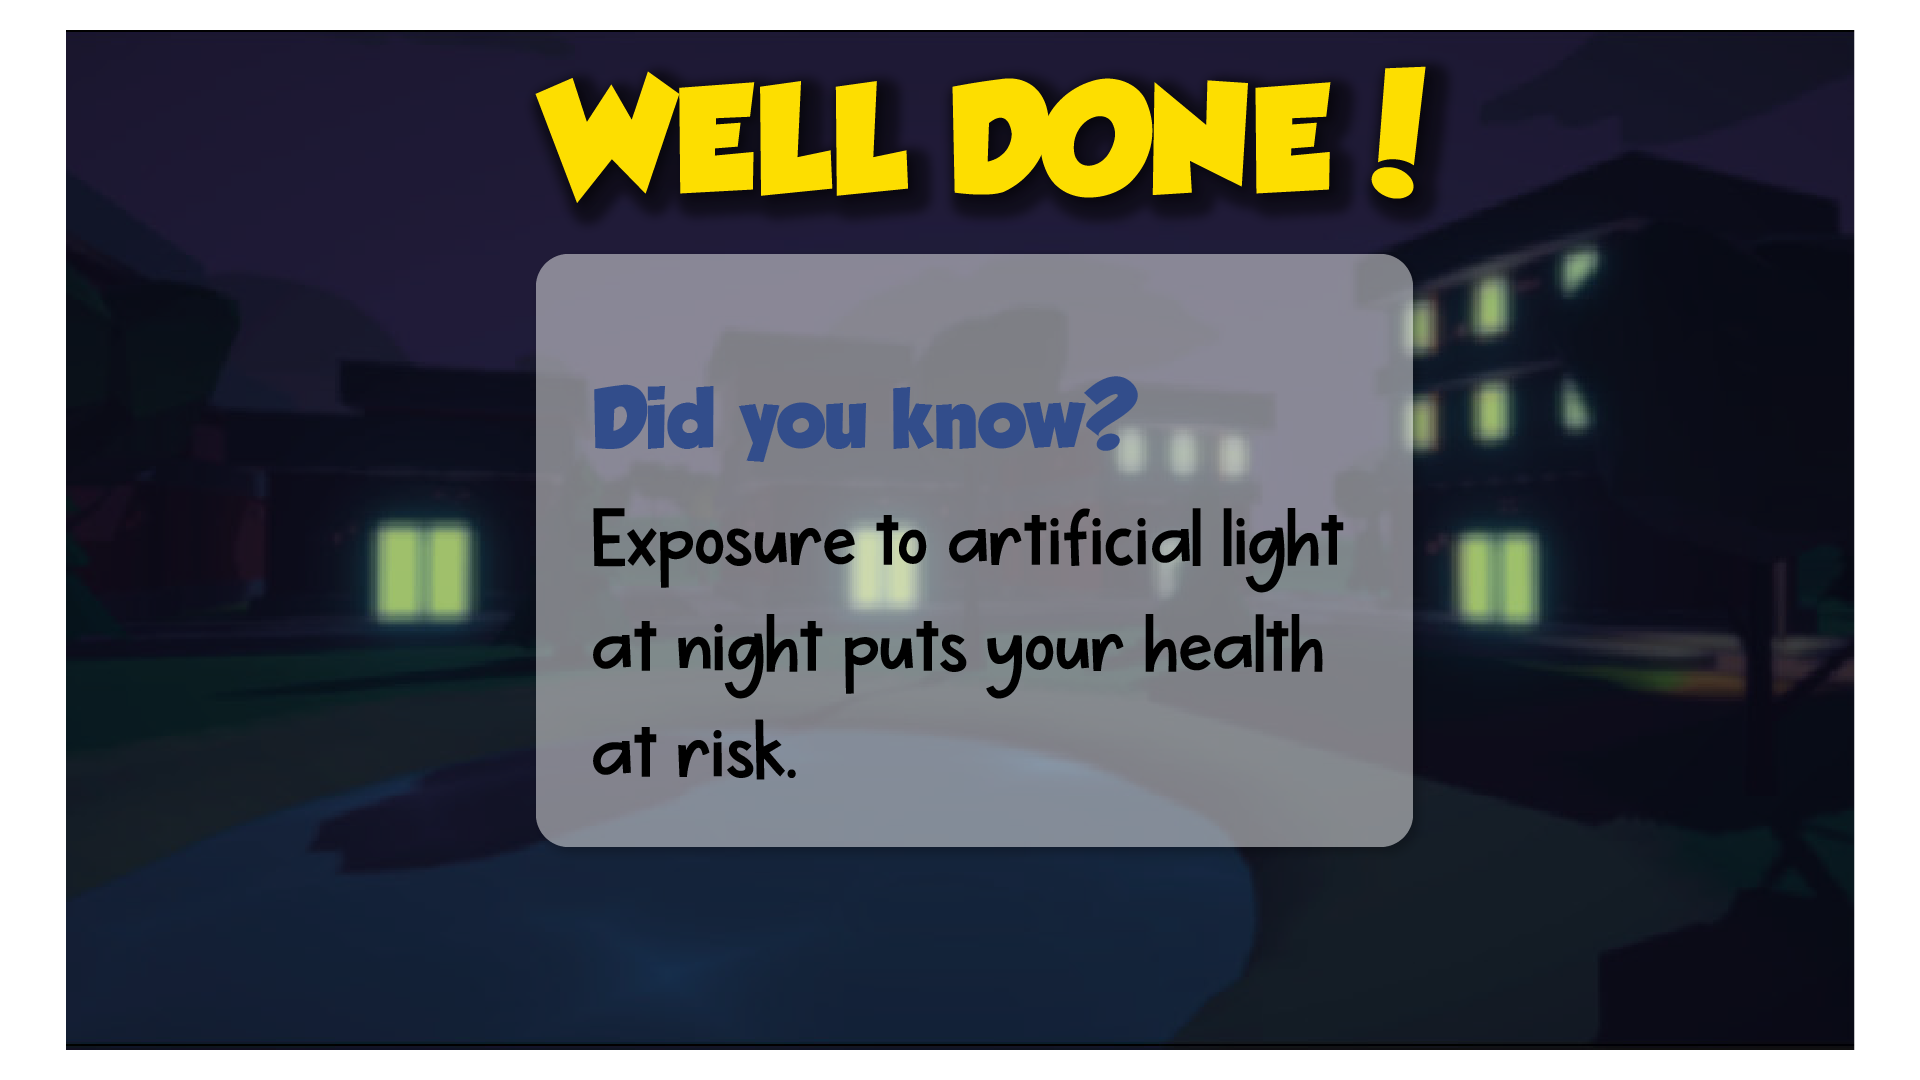 WELL DONE!
Did you know?
Exposure to artificial light
at night puts your health
at risk.